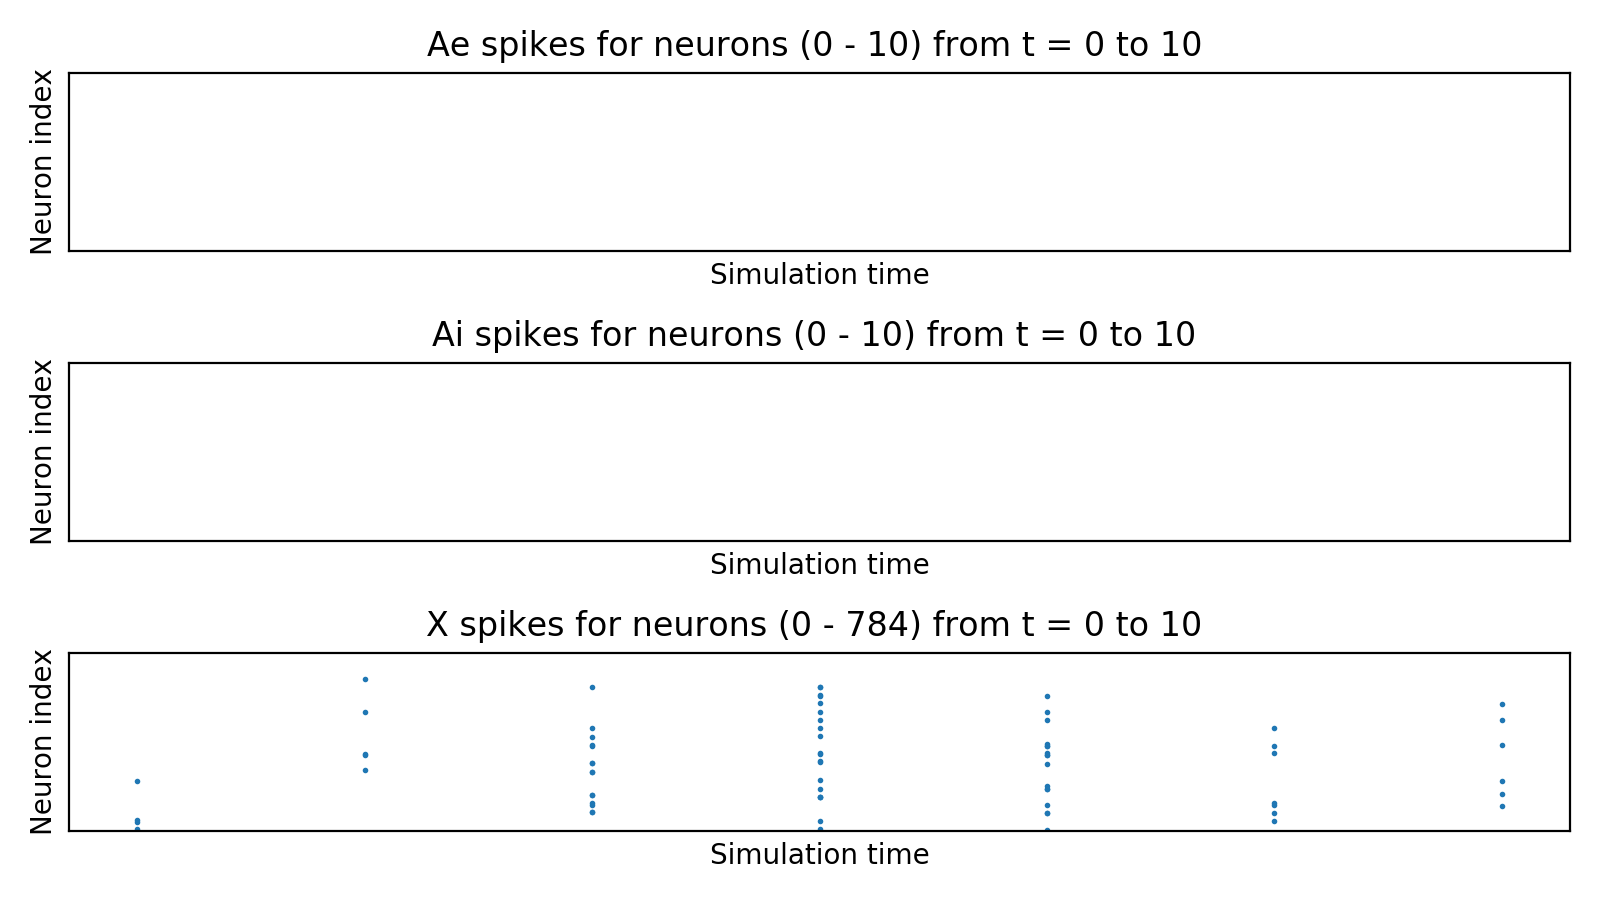 Ae spikes for neurons (0 - 10) from t = 0 to 10
Neuron index
Simulation time
Ai spikes for neurons (0 - 10) from t = 0 to 10
Neuron index
Simulation time
X spikes for neurons (0 - 784) from t = 0 to 10
Neuron index
Simulation time